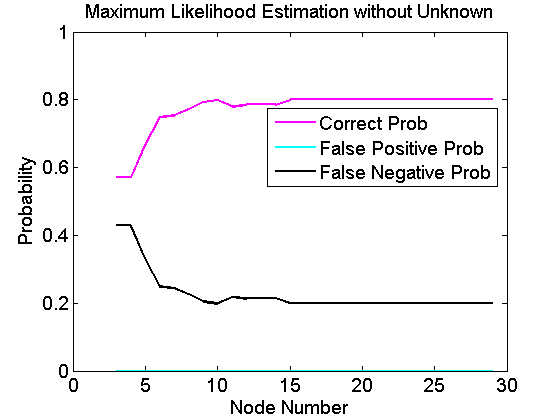 Maximum Likelihood Estimation without Unknown
1
0.8
0.6
0.4
0.2
0
Probability
Correct Prob
False Positive Prob
False Negative Prob
0 5 10 15 20 25 30
Node Number